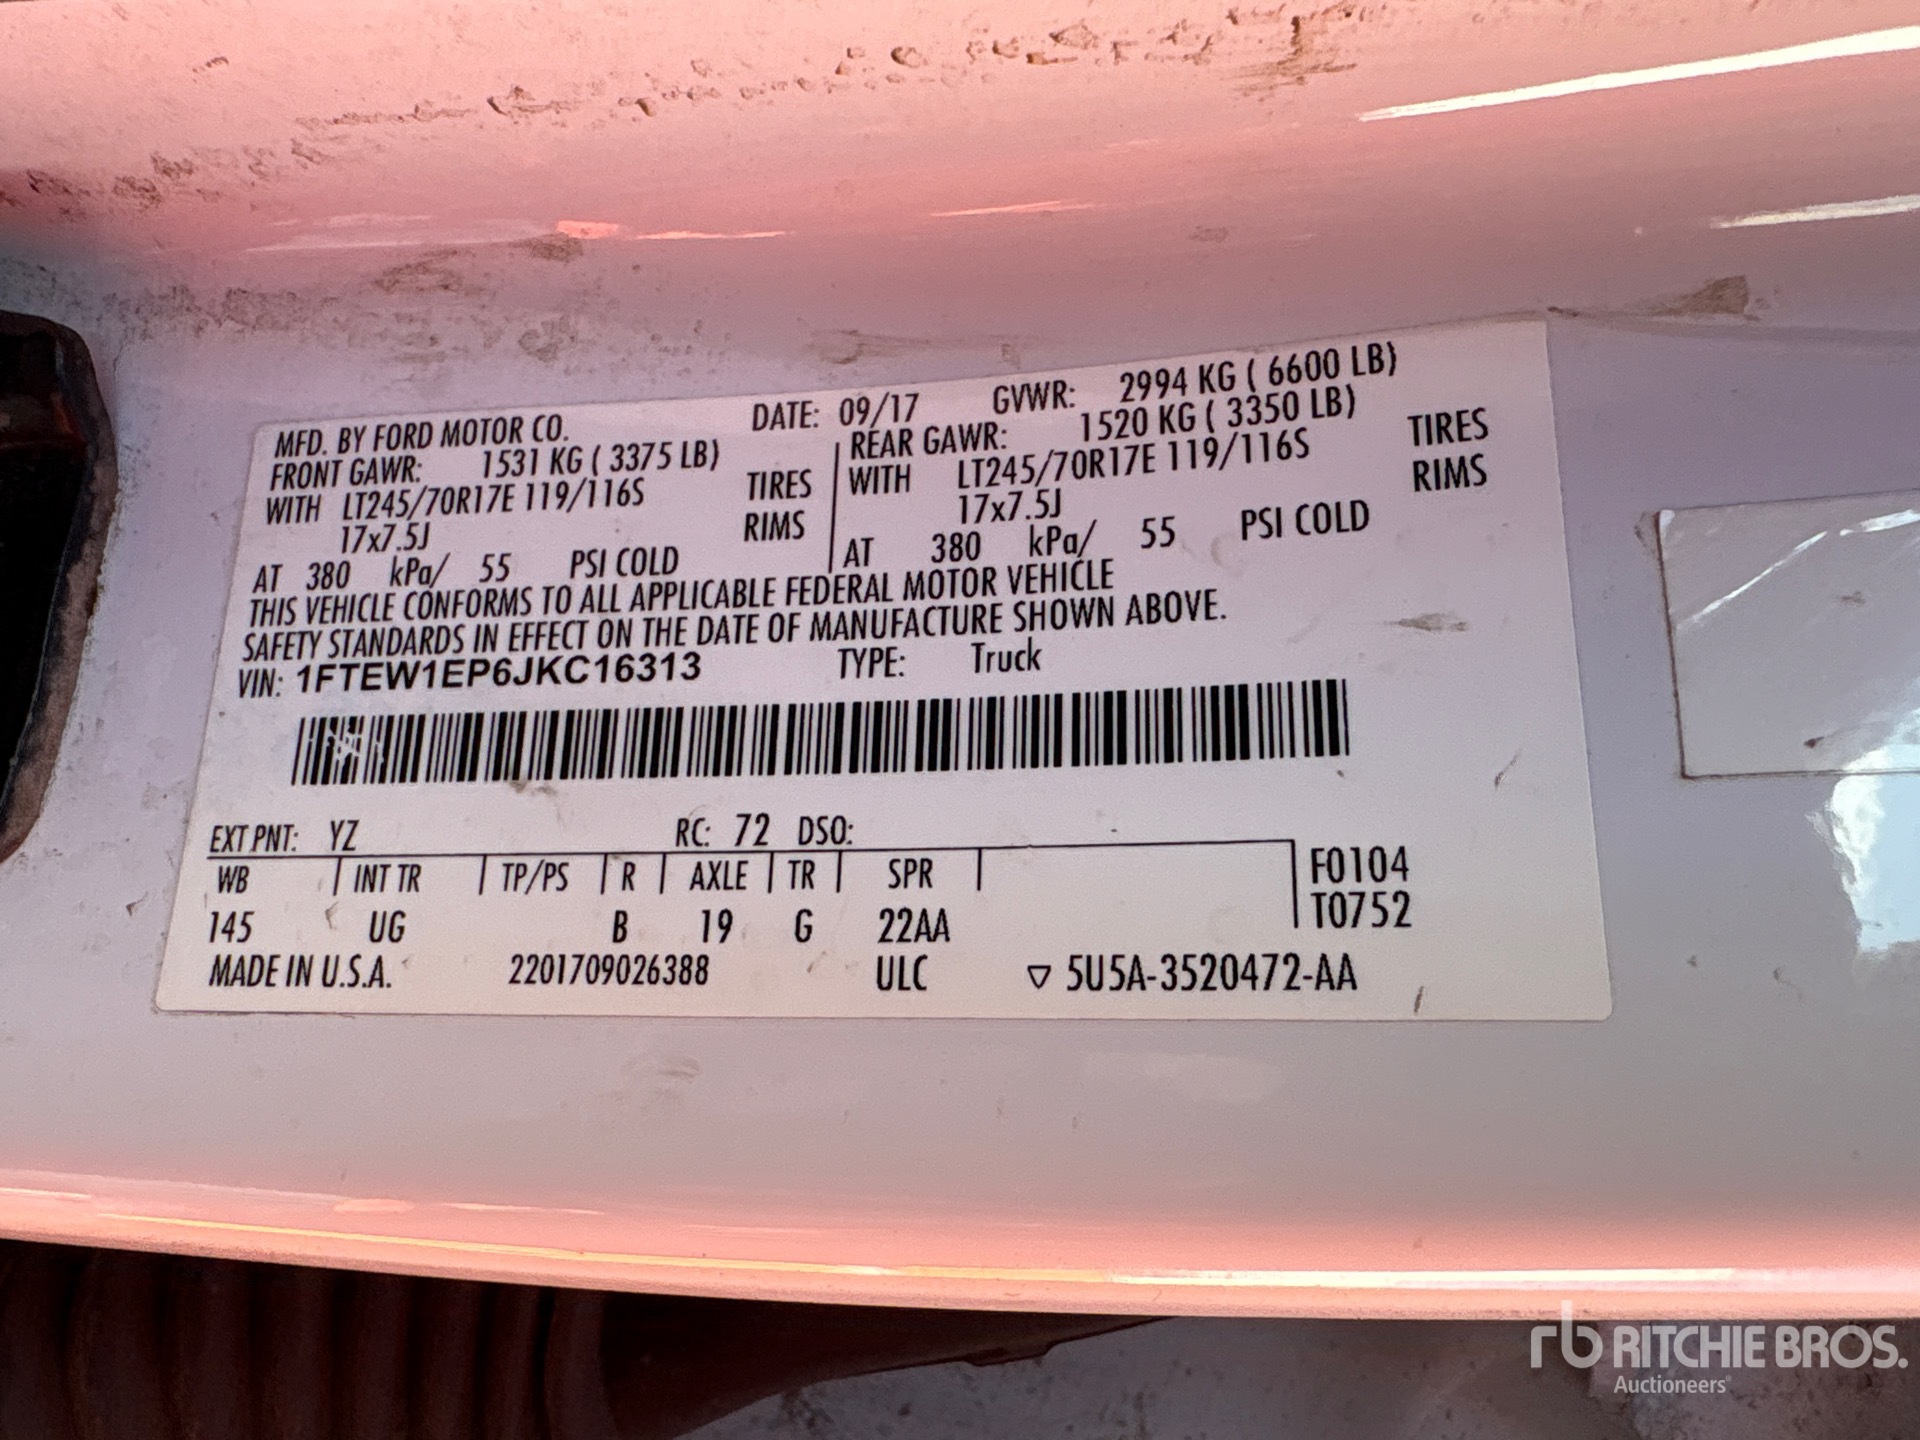 MFD. BY FORD MOTOR CO. DATE: 09/17 GVWR: 2994 KG ( 6600 LB)
FRONT GAWR: 1531 KG ( 3375 LB) REAR GAWR: 1520 KG ( 3350 LB)
WITH LT245/70R17E 119/116S TIRES WITH LT245/70R17E 119/116S TIRES
17x7.5J RIMS 17x7.5J RIMS
AT 380 kPa/ 55 PSI COLD AT 380 kPa/ 55 PSI COLD
THIS VEHICLE CONFORMS TO ALL APPLICABLE FEDERAL MOTOR VEHICLE
SAFETY STANDARDS IN EFFECT ON THE DATE OF MANUFACTURE SHOWN ABOVE.
VIN: 1FTEW1EP6JKC16313 TYPE: Truck
EXT PNT: YZ RC: 72 DSO:
WB INT TR TP/PS R AXLE TR SPR F0104
145 UG B 19 G 22AA T0752
MADE IN U.S.A. 2201709026388 ULC ▽ 5U5A-3520472-AA
rb RITCHIE BROS.
Auctioneers